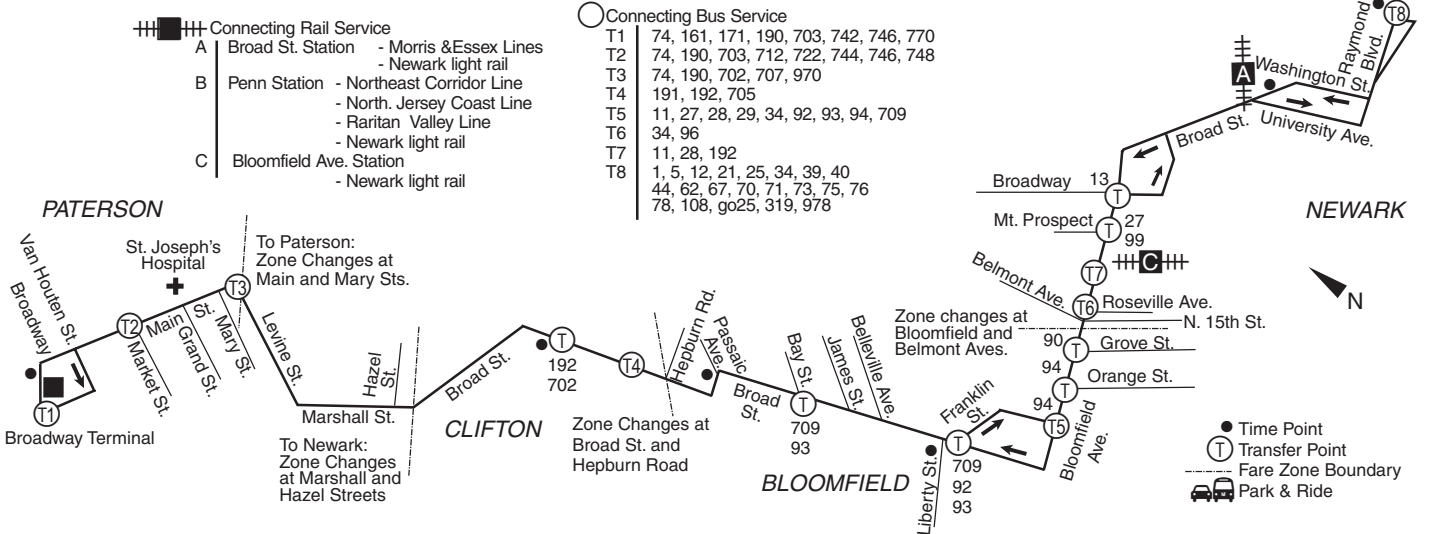 Connecting Rail Service
A Broad St. Station - Morris &Essex Lines
- Newark light rail
B Penn Station - Northeast Corridor Line
- North. Jersey Coast Line
- Raritan Valley Line
- Newark light rail
C Bloomfield Ave. Station
- Newark light rail
Connecting Bus Service
T1 74, 161, 171, 190, 703, 742, 746, 770
T2 74, 190, 703, 712, 722, 744, 746, 748
T3 74, 190, 702, 707, 970
T4 191, 192, 705
T5 11, 27, 28, 29, 34, 92, 93, 94, 709
T6 34, 96
T7 11, 28, 192
T8 1, 5, 12, 21, 25, 34, 39, 40
44, 62, 67, 70, 71, 73, 75, 76
78, 108, go25, 319, 978
PATERSON
Van Houten St.
Broadway
T1
Broadway Terminal
St. Joseph's
Hospital
T2
Main St.
Market St.
Grand St.
Mary St.
T3
To Paterson:
Zone Changes at
Main and Mary Sts.
Levine St.
Marshall St.
Hazel
St.
To Newark:
Zone Changes
at Marshall and
Hazel Streets
Broad St.
CLIFTON
T
192
702
T4
Hepburn Rd.
Zone Changes at
Broad St. and
Hepburn Road
Passaic
Ave.
Broad
St.
Bay St.
T
709
93
James St.
Belleville Ave.
BLOOMFIELD
Liberty St.
T
709
92
93
Franklin
St.
T5
94
Bloomfield
Ave.
T
94
Orange St.
T
90
Grove St.
Zone changes at
Bloomfield and
Belmont Aves.
N. 15th St.
Belmont Ave.
T6
Roseville Ave.
T7
C
Mt. Prospect
T
27
99
Broadway
13
T
Broad St.
A
Washington St.
University Ave.
Raymond
Blvd.
T8
NEWARK
N
Time Point
T Transfer Point
Fare Zone Boundary
Park & Ride